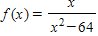 f(x) = x / (x² − 64)